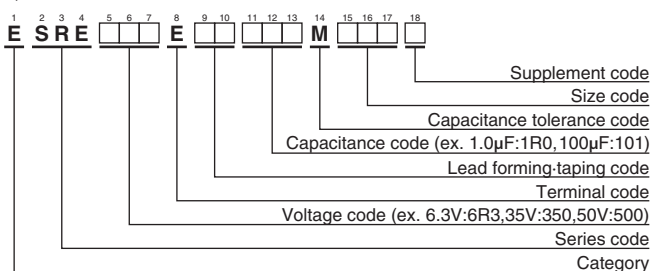 1 2 3 4 5 6 7 8 9 10 11 12 13 14 15 16 17 18
E SRE □□□ E □□ □□□ M □□□ □
Supplement code
Size code
Capacitance tolerance code
Capacitance code (ex. 1.0μF:1R0,100μF:101)
Lead forming·taping code
Terminal code
Voltage code (ex. 6.3V:6R3,35V:350,50V:500)
Series code
Category